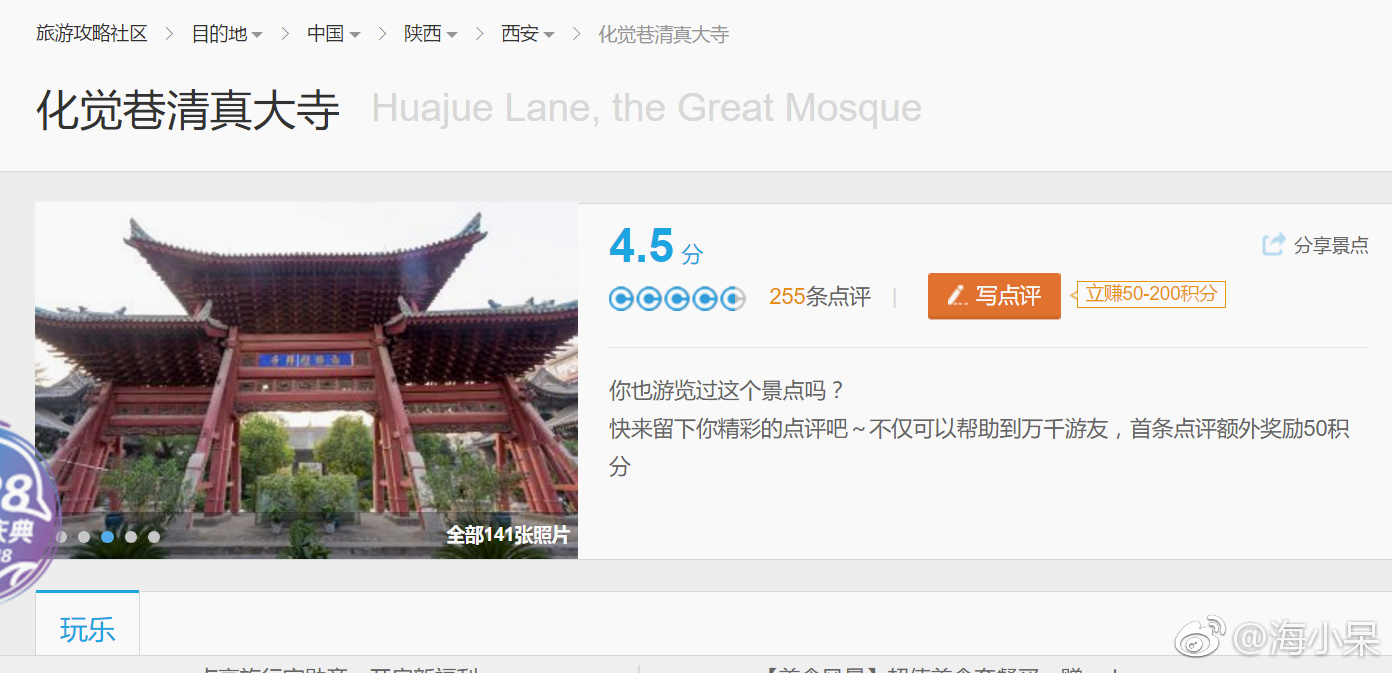 旅游攻略社区 > 目的地 > 中国 > 陕西 > 西安 > 化觉巷清真大寺
化觉巷清真大寺 Huajue Lane, the Great Mosque
4.5 分
分享景点
255条点评 | 写点评 立赚50-200积分
你也游览过这个景点吗？
快来留下你精彩的点评吧～不仅可以帮助到万千游友，首条点评额外奖励50积
分
庆典
全部141张照片
玩乐
@海小呆